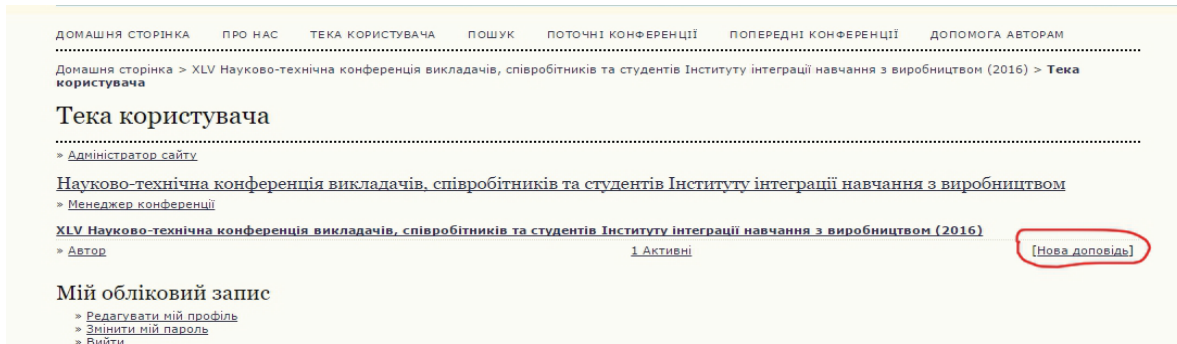 ДОМАШНЯ СТОРІНКА ПРО НАС ТЕКА КОРИСТУВАЧА ПОШУК ПОТОЧНІ КОНФЕРЕНЦІЇ ПОПЕРЕДНІ КОНФЕРЕНЦІЇ ДОПОМОГА АВТОРАМ
Домашня сторінка > XLV Науково-технічна конференція викладачів, співробітників та студентів Інституту інтеграції навчання з виробництвом (2016) > Тека
користувача
Тека користувача
» Адміністратор сайту
Науково-технічна конференція викладачів, співробітників та студентів Інституту інтеграції навчання з виробництвом
» Менеджер конференції
XLV Науково-технічна конференція викладачів, співробітників та студентів Інституту інтеграції навчання з виробництвом (2016)
» Автор 1 Активні [Нова доповідь]
Мій обліковий запис
» Редагувати мій профіль
» Змінити мій пароль
» Вийти